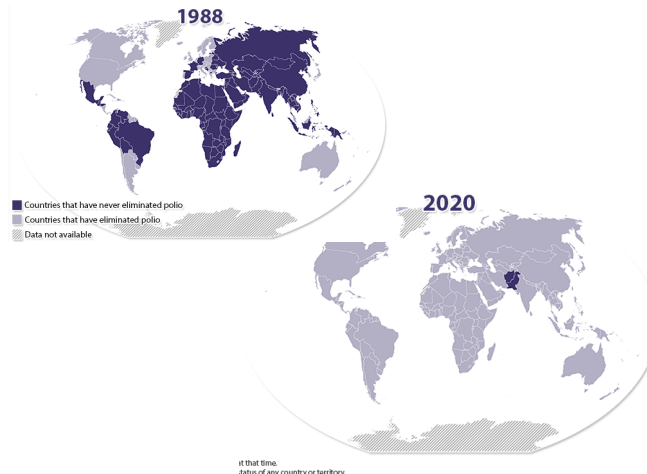 1988
Countries that have never eliminated polio
Countries that have eliminated polio
Data not available
2020
at that time.
status of any country or territory